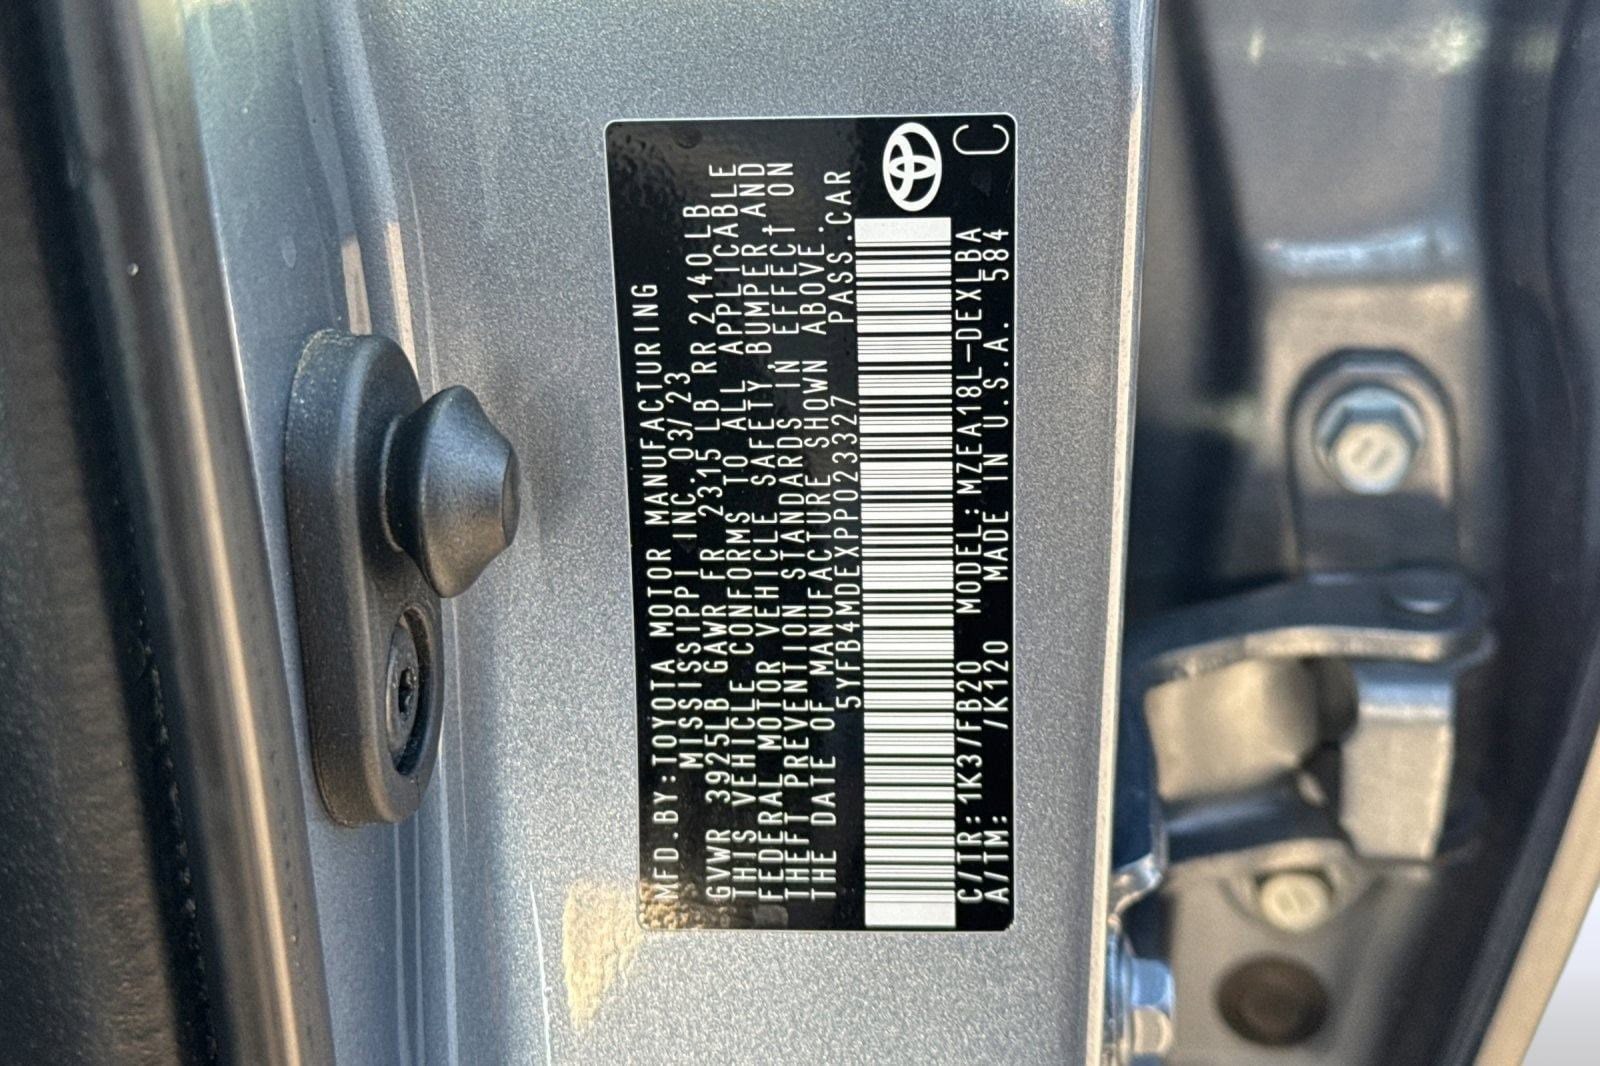 MFD.BY:TOYOTA MOTOR MANUFACTURING
MISSISSIPPI INC. 03/23
GVWR 3925LB GAWR FR 2315 LB RR 2140LB
THIS VEHICLE CONFORMS TO ALL APPLICABLE
FEDERAL MOTOR VEHICLE SAFETY BUMPER AND
THEFT PREVENTION STANDARDS IN EFFECT ON
THE DATE OF MANUFACTURE SHOWN ABOVE.
5YFB4MDEXPP023327 PASS.CAR
C/TR: 1K3/FB20 MODEL:MZEA18L-DEXLBA
A/TM: /K120 MADE IN U.S.A. 584
C